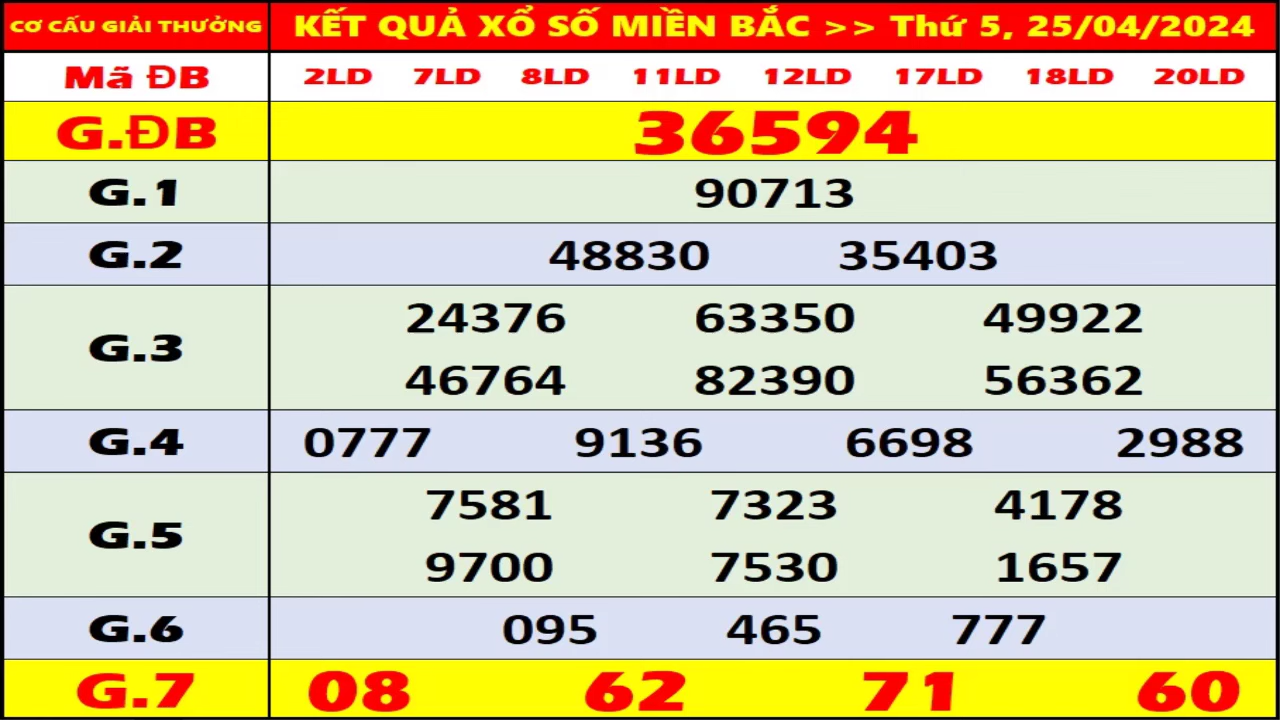 CƠ CẤU GIẢI THƯỞNG KẾT QUẢ XỔ SỐ MIỀN BẮC >> Thứ 5, 25/04/2024
Mã ĐB 2LD 7LD 8LD 11LD 12LD 17LD 18LD 20LD
G.ĐB 36594
G.1 90713
G.2 48830 35403
G.3
24376 63350 49922
46764 82390 56362
G.4 0777 9136 6698 2988
G.5
7581 7323 4178
9700 7530 1657
G.6 095 465 777
G.7 08 62 71 60